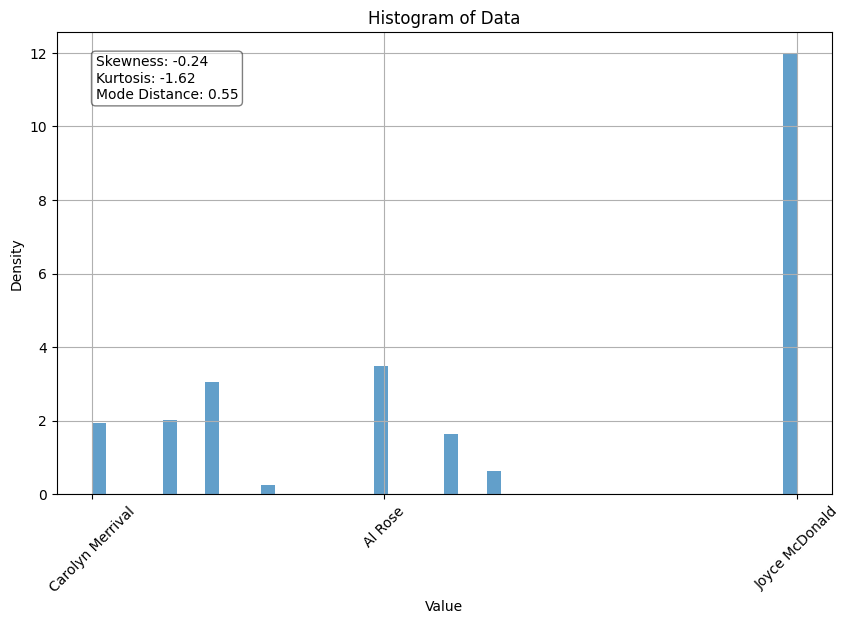 Histogram of Data
Skewness: -0.24
Kurtosis: -1.62
Mode Distance: 0.55
Density
12
10
8
6
4
2
0
Carolyn Merrival
Al Rose
Joyce McDonald
Value